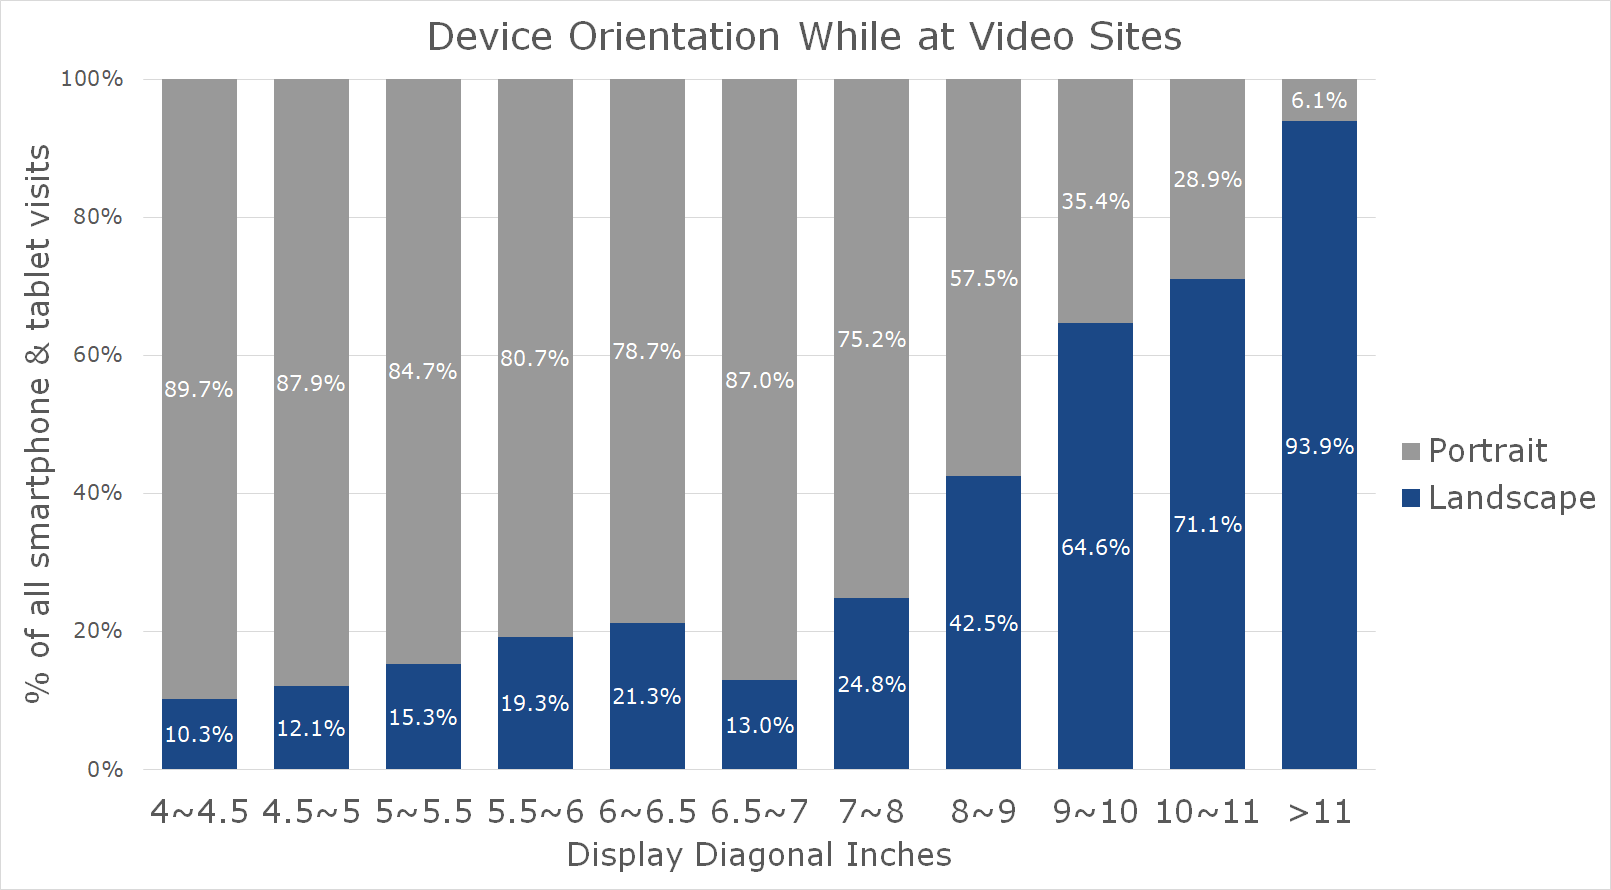 Device Orientation While at Video Sites
% of all smartphone & tablet visits
100%
80%
60%
40%
20%
0%
89.7% 87.9% 84.7% 80.7% 78.7% 87.0% 75.2% 57.5% 35.4% 28.9% 6.1%
10.3% 12.1% 15.3% 19.3% 21.3% 13.0% 24.8% 42.5% 64.6% 71.1% 93.9%
4~4.5 4.5~5 5~5.5 5.5~6 6~6.5 6.5~7 7~8 8~9 9~10 10~11 >11
Display Diagonal Inches
Portrait
Landscape